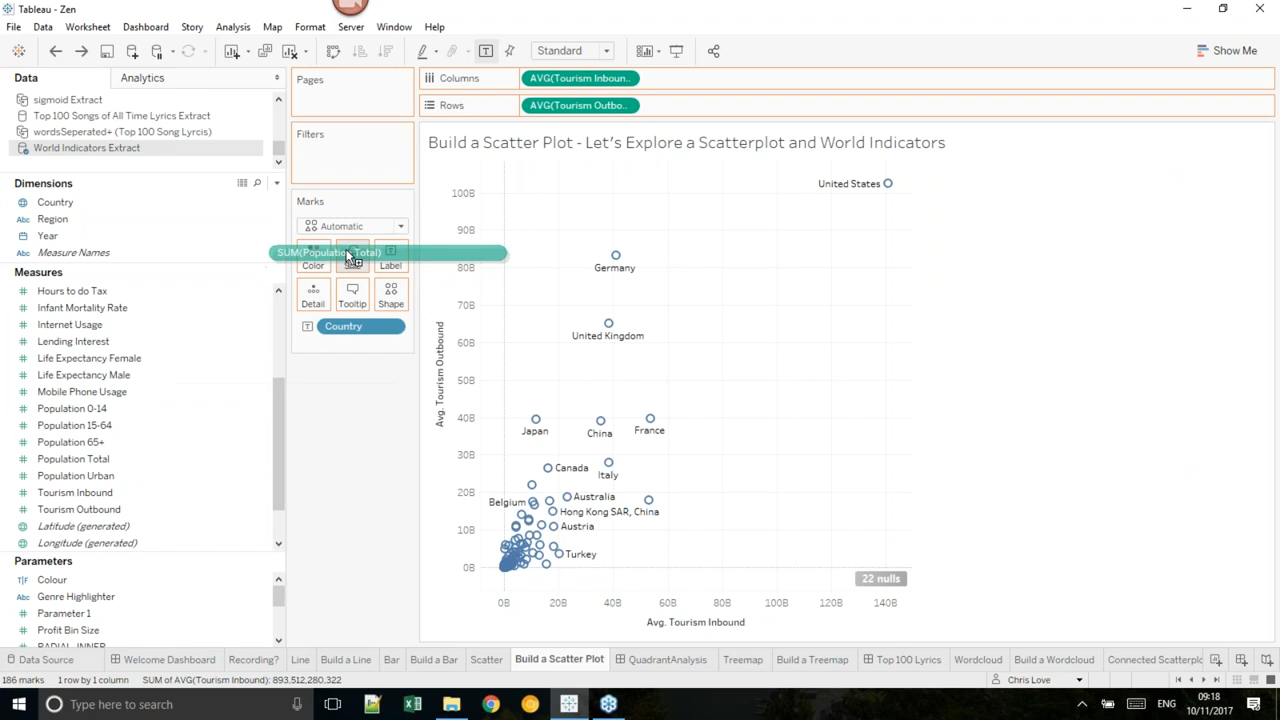 Tableau - Zen
File Data Worksheet Dashboard Story Analysis Map Format Server Window Help
Standard
Show Me
Data Analytics
sigmoid Extract
Top 100 Songs of All Time Lyrics Extract
wordsSeperated+ (Top 100 Song Lyrics)
World Indicators Extract
Dimensions
Country
Abc Region
Year
Abc Measure Names
Measures
Hours to do Tax
Infant Mortality Rate
Internet Usage
Lending Interest
Life Expectancy Female
Life Expectancy Male
Mobile Phone Usage
Population 0-14
Population 15-64
Population 65+
Population Total
Population Urban
Tourism Inbound
Tourism Outbound
Latitude (generated)
Longitude (generated)
Parameters
Colour
Abc Genre Highlighter
Parameter 1
Profit Bin Size
RADIAL_INNER
Pages
Filters
Marks
Automatic
SUM(Population Total)
Color Label
Detail Tooltip Shape
Country
Columns AVG(Tourism Inboun..
Rows AVG(Tourism Outbo..
Build a Scatter Plot - Let's Explore a Scatterplot and World Indicators
100B
90B
80B
70B
60B
50B
40B
30B
20B
10B
0B
Avg. Tourism Outbound
United States
Germany
United Kingdom
Japan
China
France
Canada
Italy
Belgium
Australia
Hong Kong SAR, China
Austria
Turkey
22 nulls
0B 20B 40B 60B 80B 100B 120B 140B
Avg. Tourism Inbound
Data Source Welcome Dashboard Recording? Line Build a Line Bar Build a Bar Scatter Build a Scatter Plot QuadrantAnalysis Treemap Build a Treemap Top 100 Lyrics Wordcloud Build a Wordcloud Connected Scatterplo
186 marks 1 row by 1 column SUM of AVG(Tourism Inbound): 893,512,280,322
Chris Love
Type here to search
09:18
10/11/2017